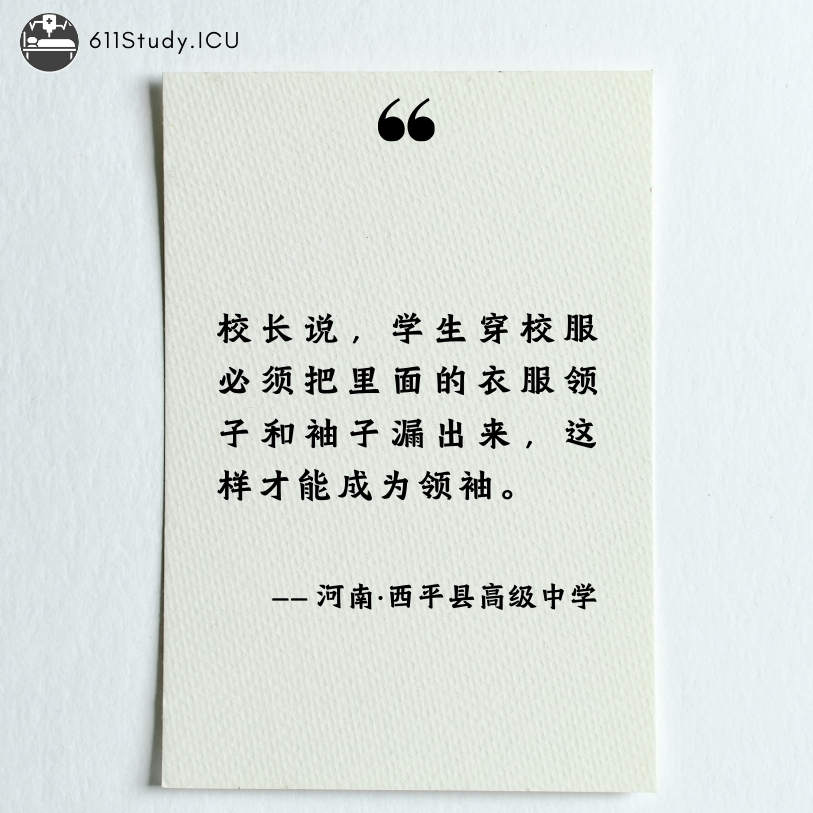 611Study.ICU
“
校长说，学生穿校服
必须把里面的衣服领
子和袖子漏出来，这
样才能成为领袖。
—— 河南·西平县高级中学